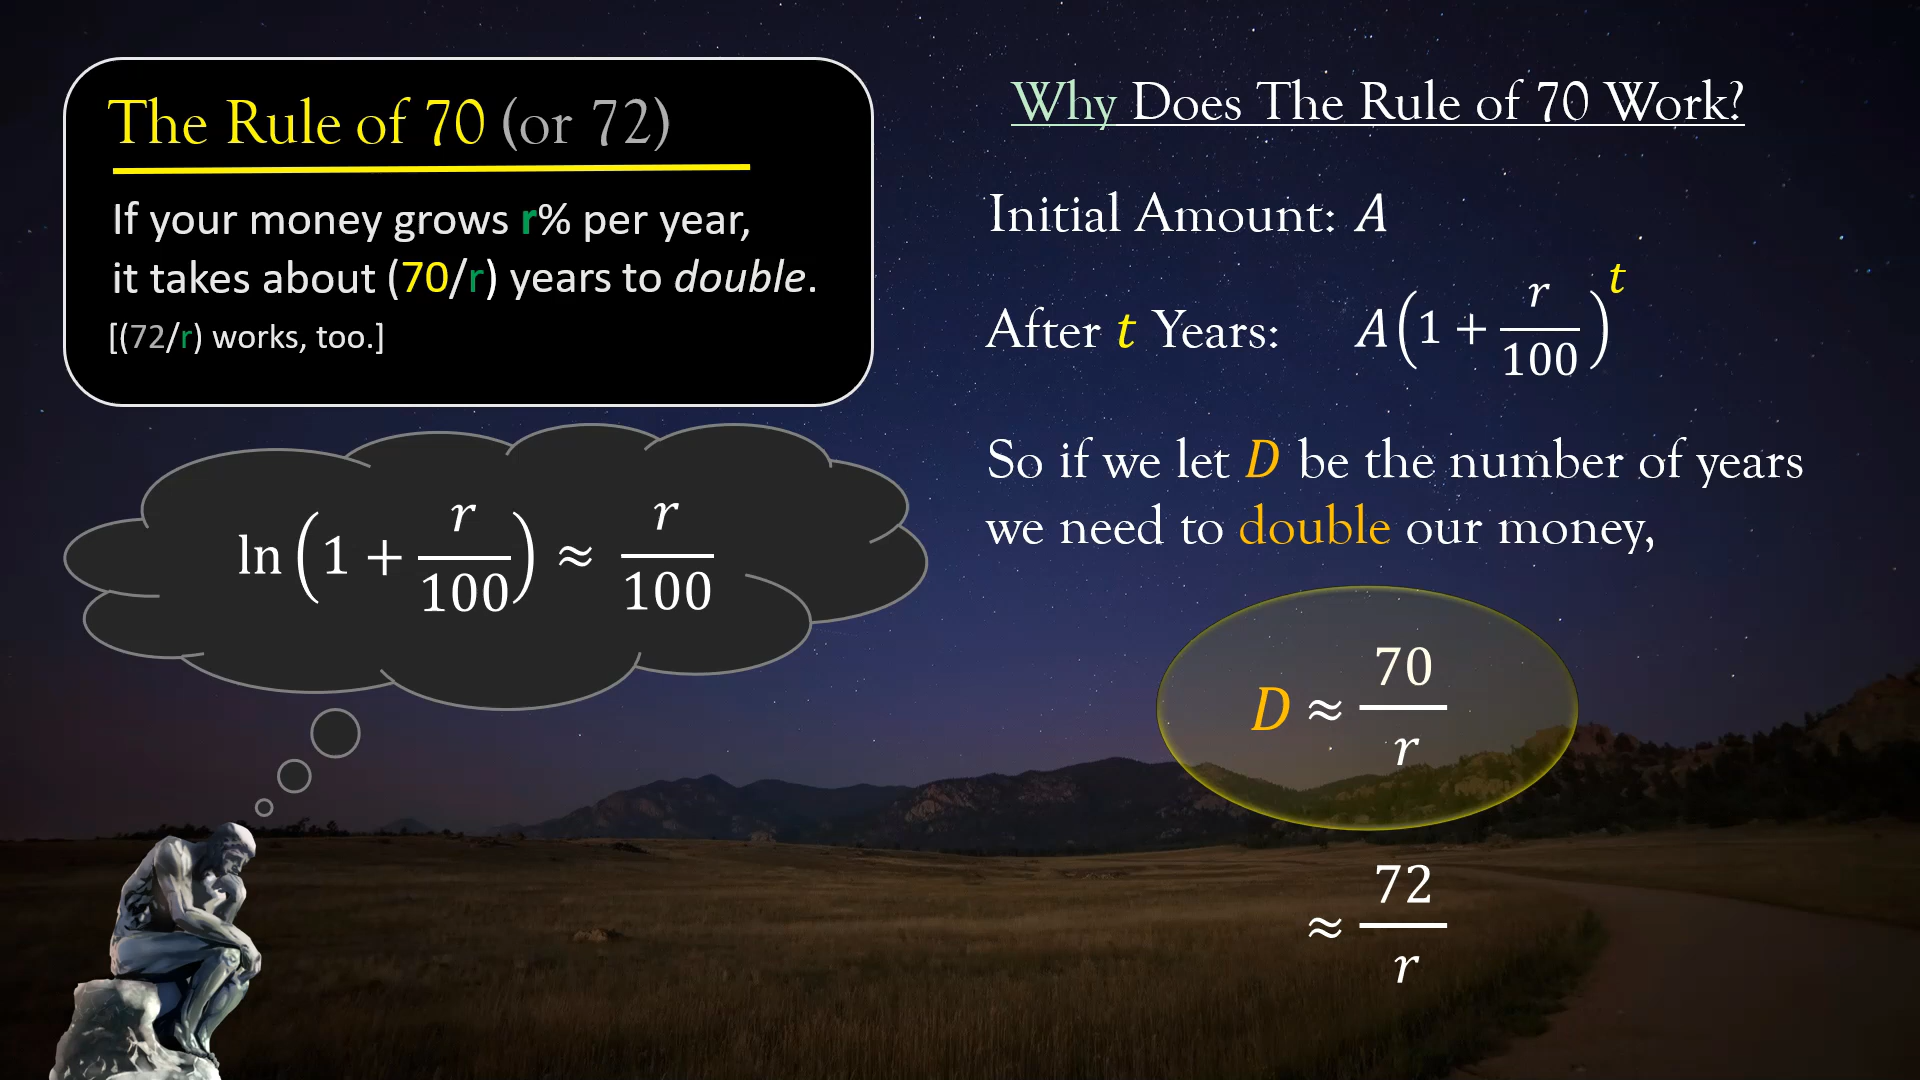 The Rule of 70 (or 72)
If your money grows r% per year,
it takes about (70/r) years to double.
[(72/r) works, too.]
ln(1 + r/100) ≈ r/100
Why Does The Rule of 70 Work?
Initial Amount: A
After t Years: A(1 + r/100)^t
So if we let D be the number of years
we need to double our money,
D ≈ 70/r
≈ 72/r